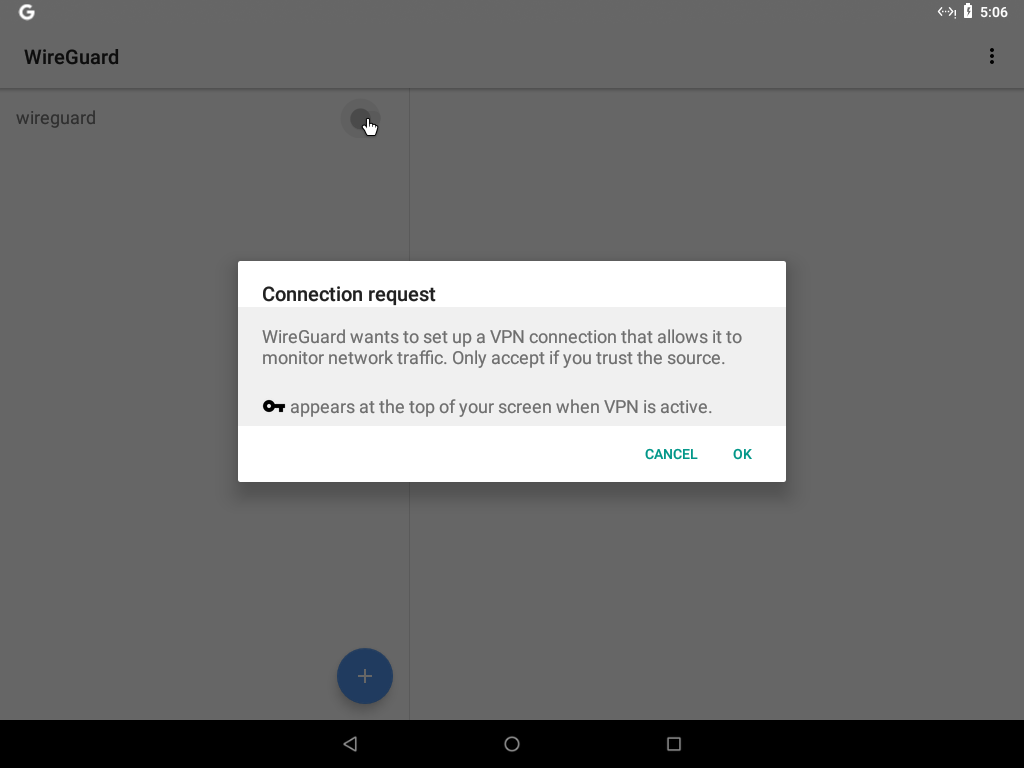 G
5:06
WireGuard
wireguard
Connection request
WireGuard wants to set up a VPN connection that allows it to
monitor network traffic. Only accept if you trust the source.
appears at the top of your screen when VPN is active.
CANCEL OK